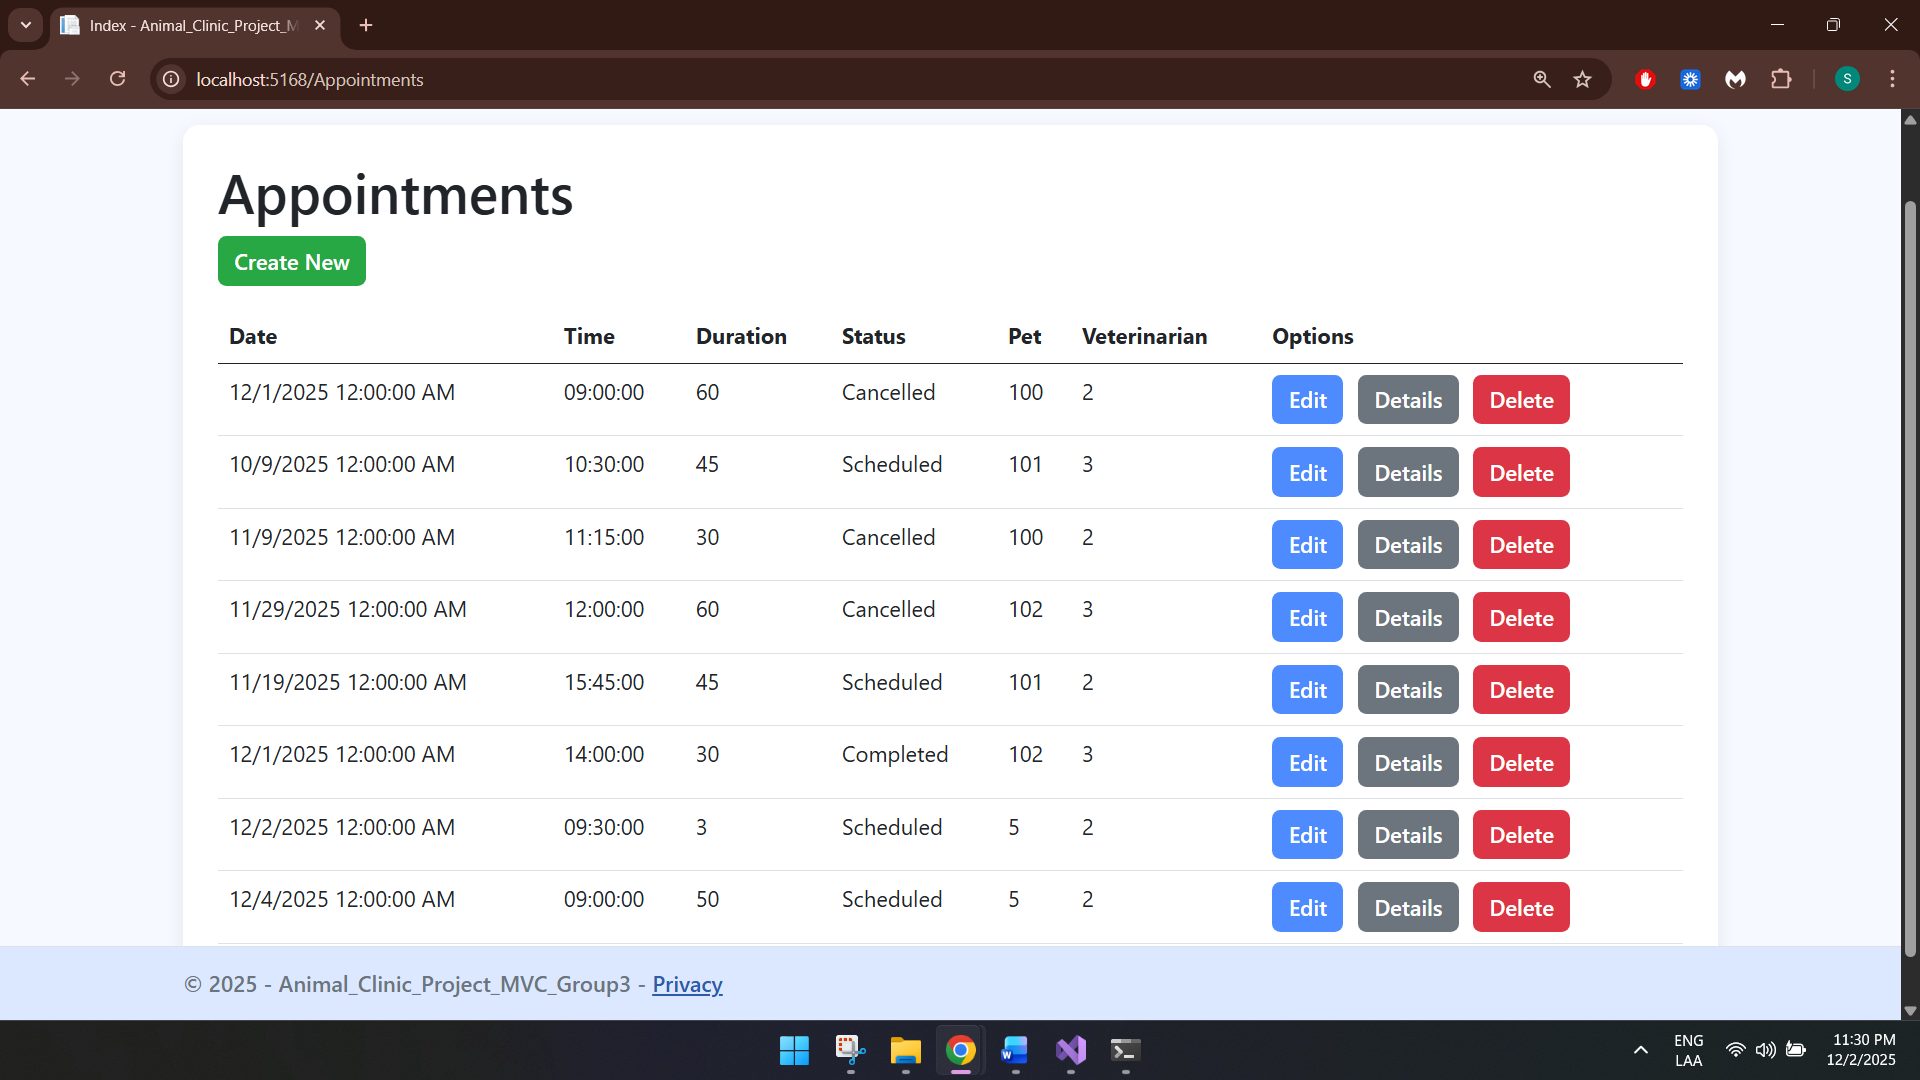 Index - Animal_Clinic_Project_M
localhost:5168/Appointments
S
Appointments
Create New
Date Time Duration Status Pet Veterinarian Options
12/1/2025 12:00:00 AM 09:00:00 60 Cancelled 100 2 Edit Details Delete
10/9/2025 12:00:00 AM 10:30:00 45 Scheduled 101 3 Edit Details Delete
11/9/2025 12:00:00 AM 11:15:00 30 Cancelled 100 2 Edit Details Delete
11/29/2025 12:00:00 AM 12:00:00 60 Cancelled 102 3 Edit Details Delete
11/19/2025 12:00:00 AM 15:45:00 45 Scheduled 101 2 Edit Details Delete
12/1/2025 12:00:00 AM 14:00:00 30 Completed 102 3 Edit Details Delete
12/2/2025 12:00:00 AM 09:30:00 3 Scheduled 5 2 Edit Details Delete
12/4/2025 12:00:00 AM 09:00:00 50 Scheduled 5 2 Edit Details Delete
© 2025 - Animal_Clinic_Project_MVC_Group3 - Privacy
ENG 11:30 PM
LAA 12/2/2025